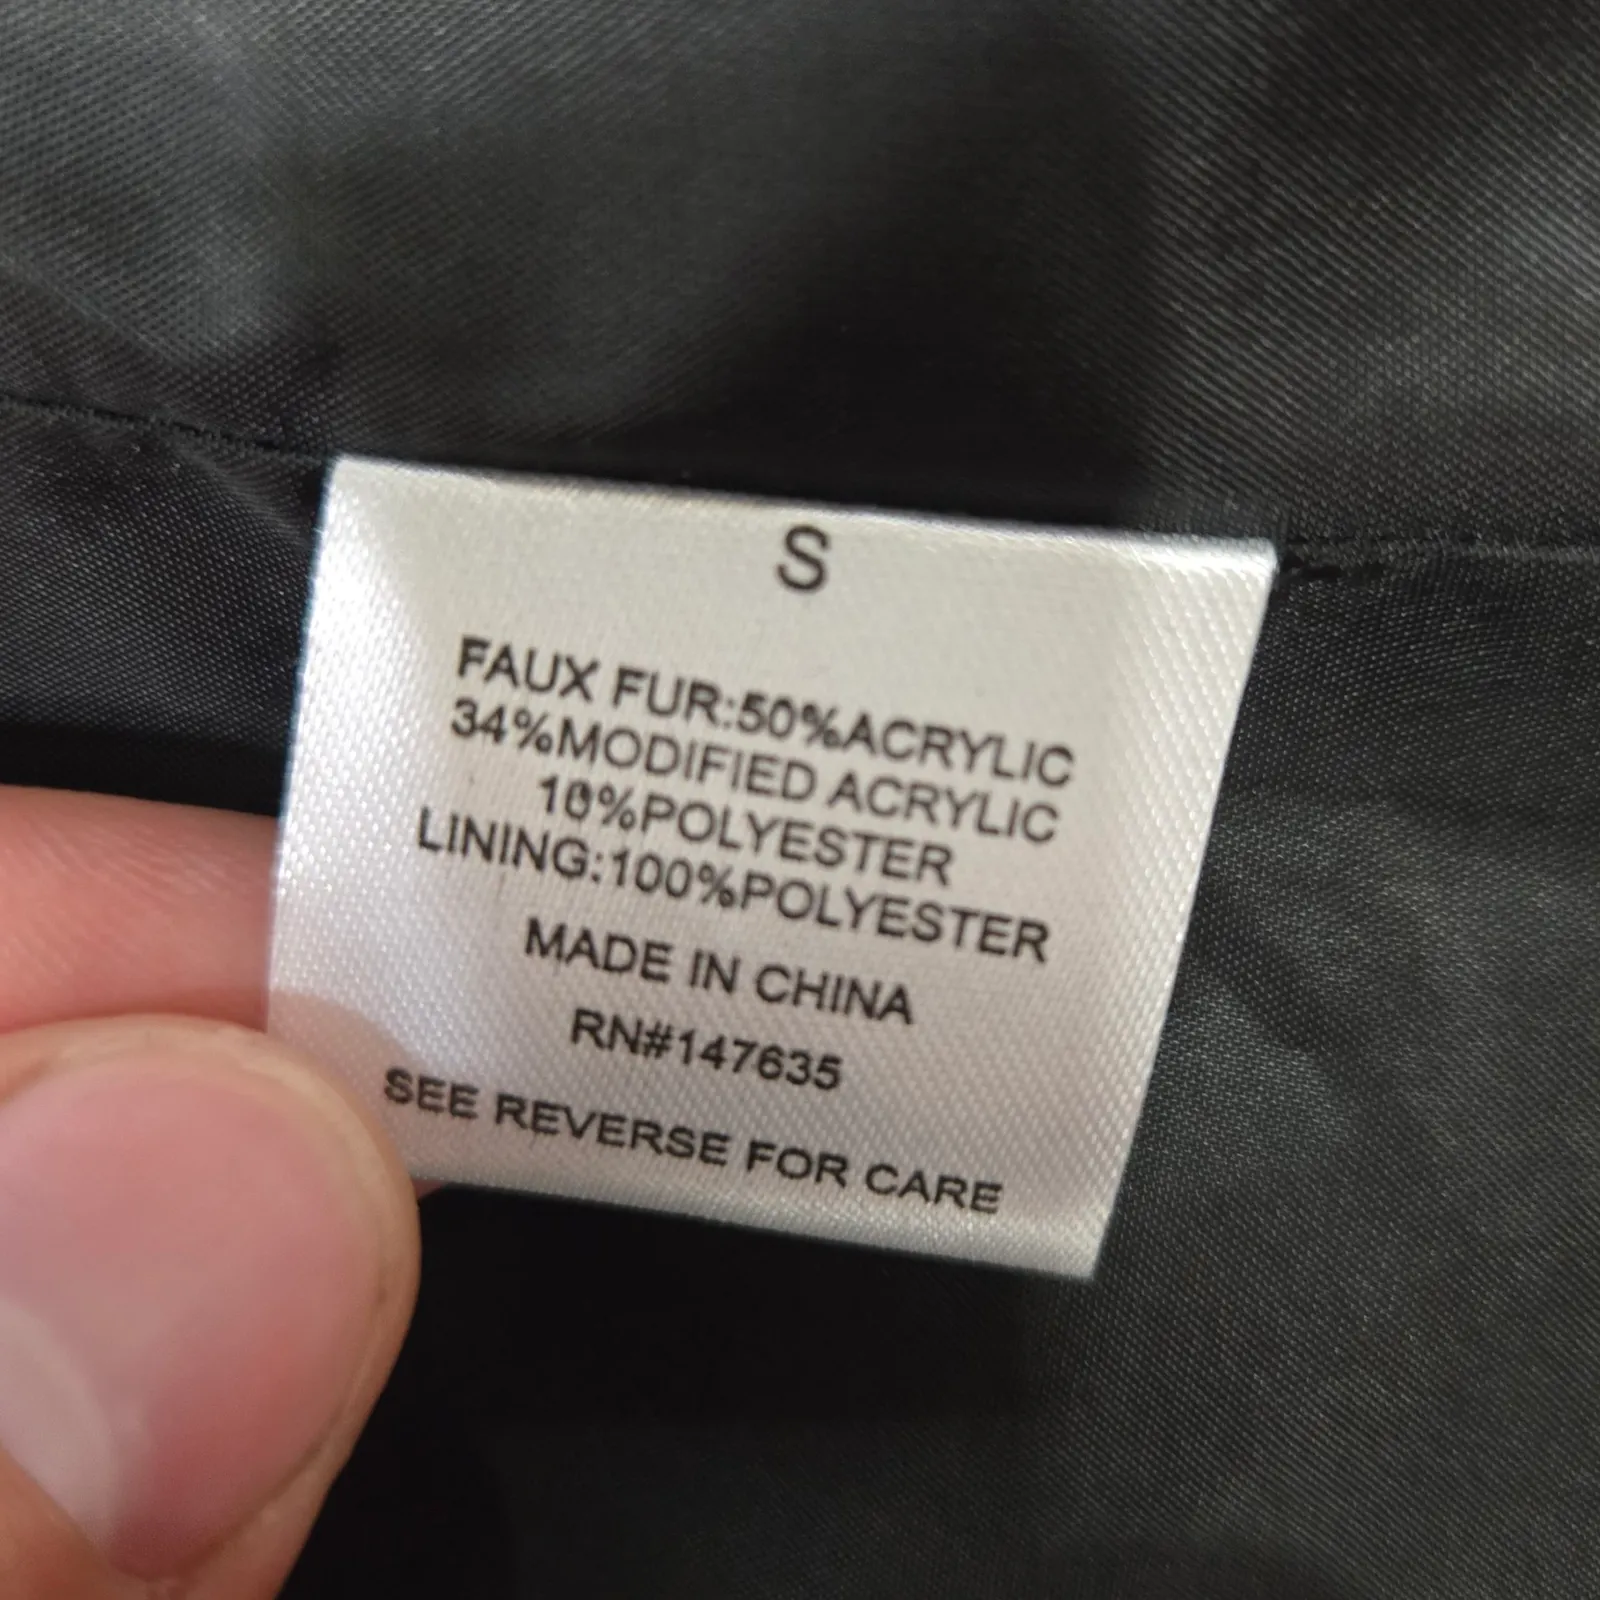 S
FAUX FUR:50%ACRYLIC
34%MODIFIED ACRYLIC
10%POLYESTER
LINING:100%POLYESTER
MADE IN CHINA
RN#147635
SEE REVERSE FOR CARE